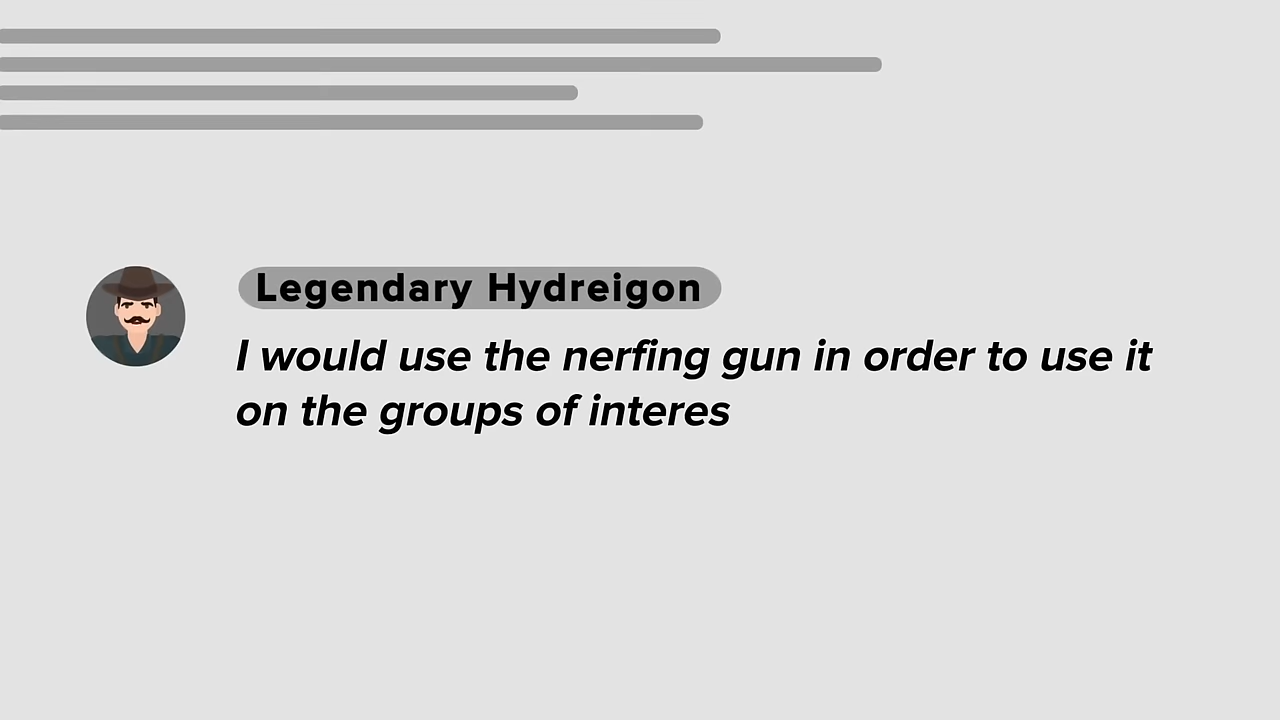 Legendary Hydreigon
I would use the nerfing gun in order to use it
on the groups of interes